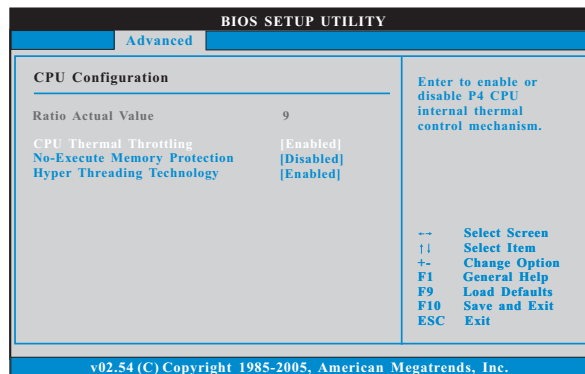 BIOS SETUP UTILITY
Advanced
CPU Configuration
Ratio Actual Value 9
CPU Thermal Throttling [Enabled]
No-Execute Memory Protection [Disabled]
Hyper Threading Technology [Enabled]
Enter to enable or
disable P4 CPU
internal thermal
control mechanism.
←→ Select Screen
↑↓ Select Item
+- Change Option
F1 General Help
F9 Load Defaults
F10 Save and Exit
ESC Exit
v02.54 (C) Copyright 1985-2005, American Megatrends, Inc.